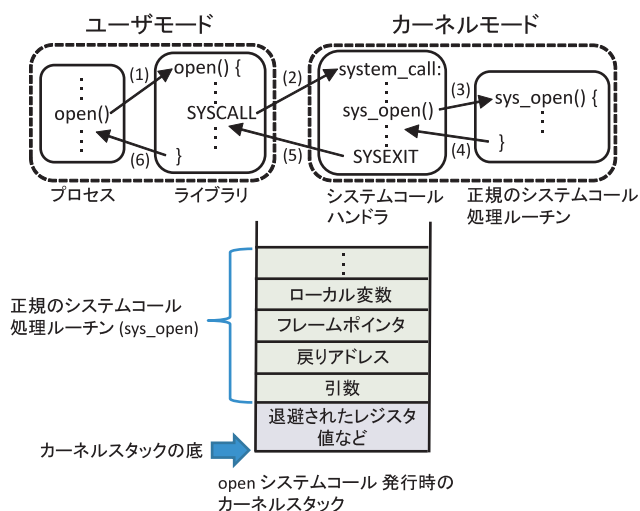 ユーザモード
カーネルモード
open()
(1)
(6)
open() {
SYSCALL
}
(2)
(5)
system_call:
sys_open()
SYSEXIT
(3)
(4)
sys_open() {
}
プロセス
ライブラリ
システムコール
ハンドラ
正規のシステムコール
処理ルーチン
正規のシステムコール
処理ルーチン (sys_open)
ローカル変数
フレームポインタ
戻りアドレス
引数
退避されたレジスタ
値など
カーネルスタックの底
open システムコール 発行時の
カーネルスタック